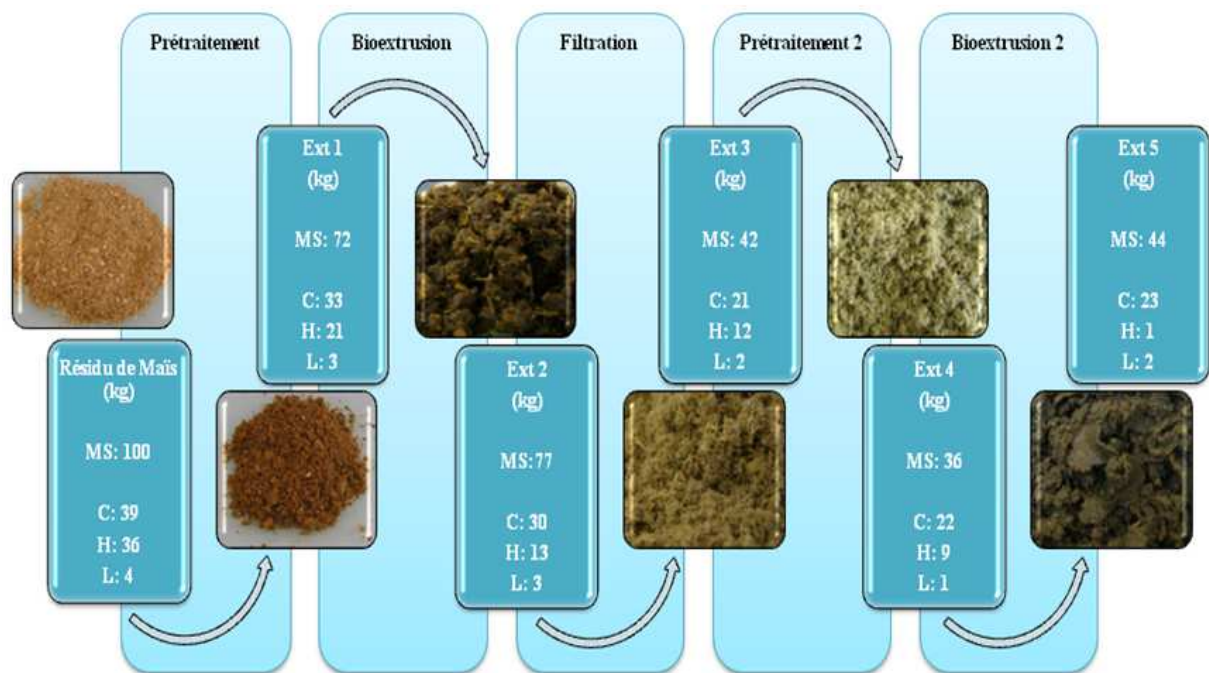 Prétraitement
Bioextrusion
Filtration
Prétraitement 2
Bioextrusion 2
Résidu de Maïs
(kg)
MS: 100
C: 39
H: 36
L: 4
Ext 1
(kg)
MS: 72
C: 33
H: 21
L: 3
Ext 2
(kg)
MS:77
C: 30
H: 13
L: 3
Ext 3
(kg)
MS: 42
C: 21
H: 12
L: 2
Ext 4
(kg)
MS: 36
C: 22
H: 9
L: 1
Ext 5
(kg)
MS: 44
C: 23
H: 1
L: 2